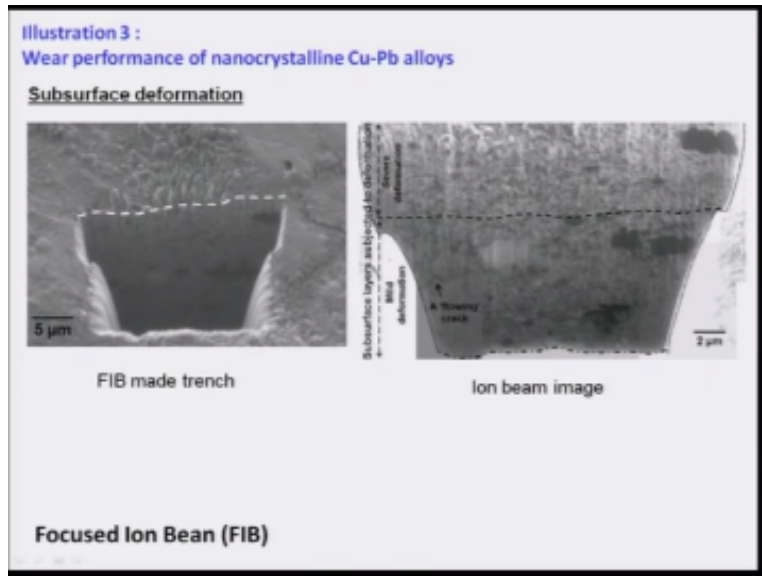 Illustration 3 :
Wear performance of nanocrystalline Cu-Pb alloys
Subsurface deformation
Subsurface layers subjected to deformation
Severe
deformation
Mild
deformation
A 'flowing'
crack
5 µm
2 µm
FIB made trench
Ion beam image
Focused Ion Bean (FIB)